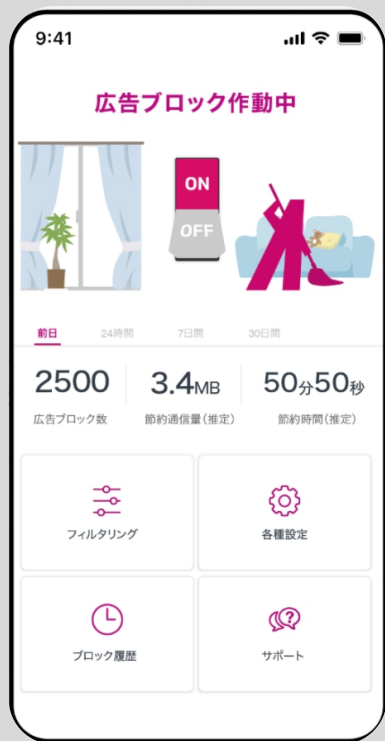 9:41
広告ブロック作動中
ON
OFF
前日 24時間 7日間 30日間
2500 3.4MB 50分50秒
広告ブロック数 節約通信量(推定) 節約時間(推定)
フィルタリング 各種設定
ブロック履歴 サポート